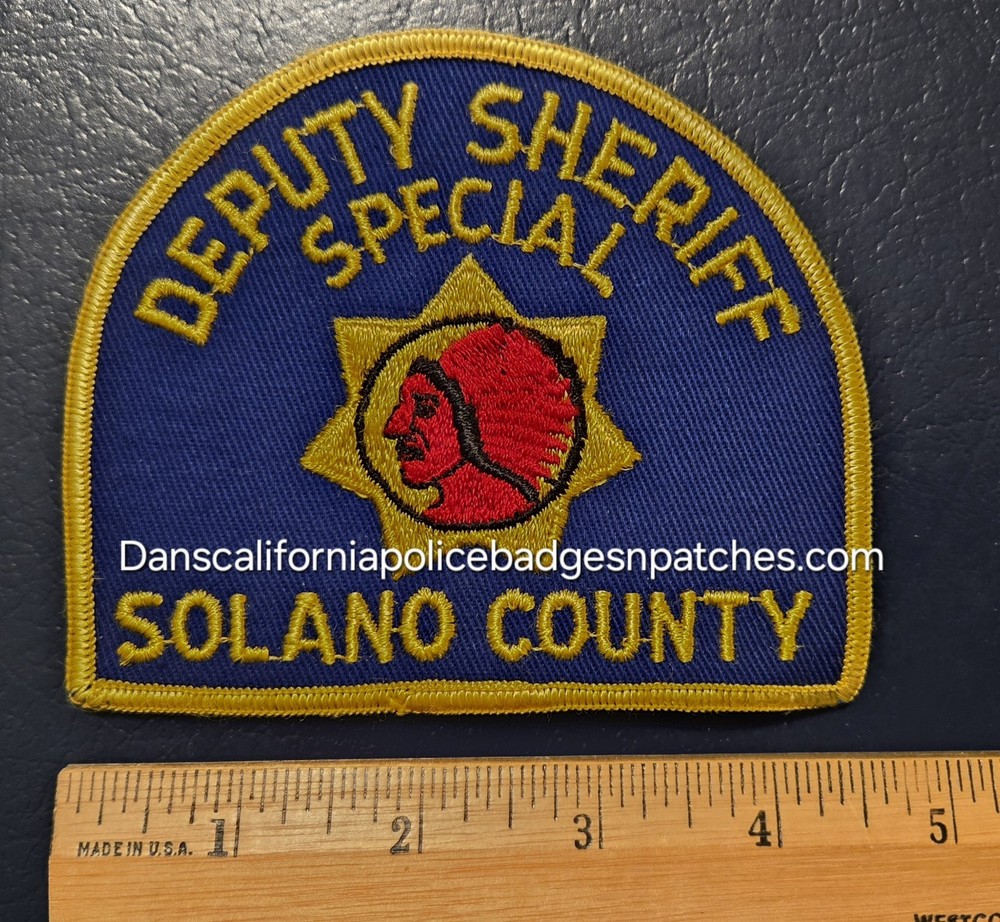 DEPUTY SHERIFF
SPECIAL
Danscaliforniapolicebadgesnpatches.com
SOLANO COUNTY
1 2 3 4 5
MADE IN U.S.A.